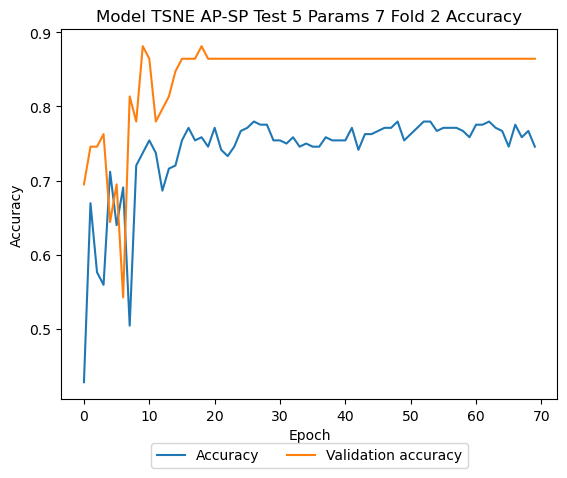 Model TSNE AP-SP Test 5 Params 7 Fold 2 Accuracy
0.9
0.8
0.7
0.6
0.5
Accuracy
0 10 20 30 40 50 60 70
Epoch
Accuracy Validation accuracy